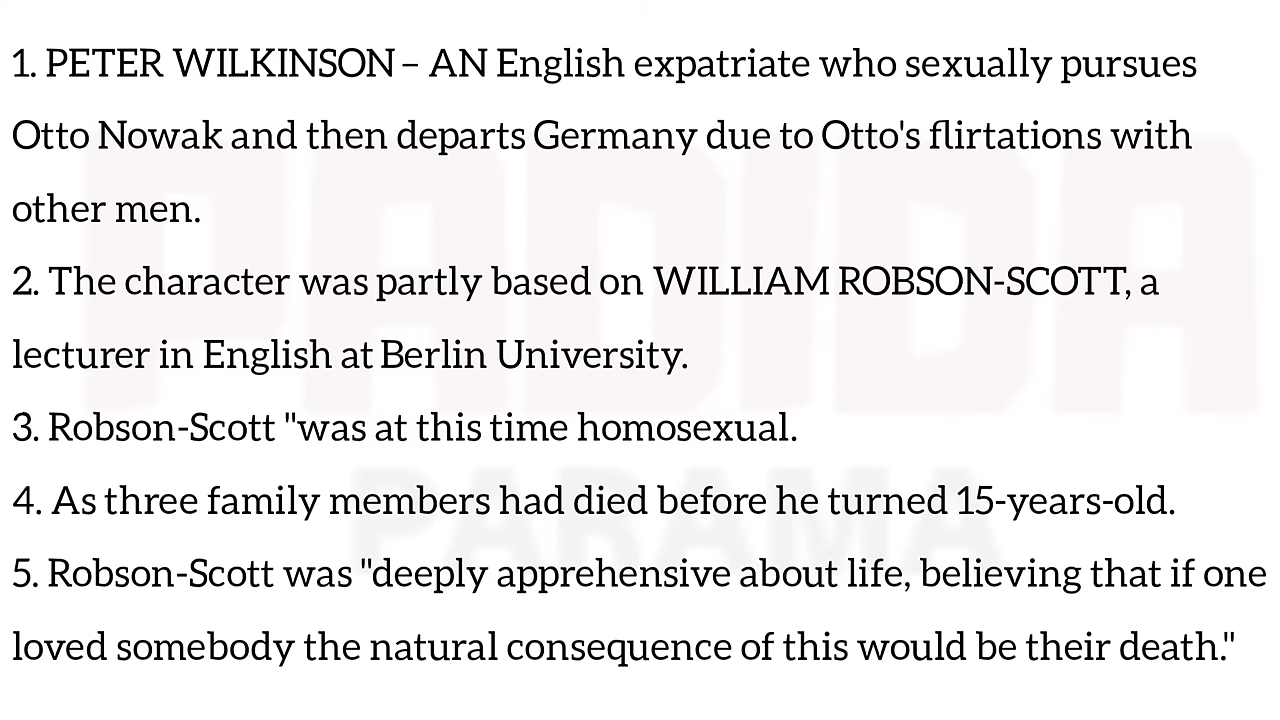 1. PETER WILKINSON – AN English expatriate who sexually pursues
Otto Nowak and then departs Germany due to Otto's flirtations with
other men.
2. The character was partly based on WILLIAM ROBSON-SCOTT, a
lecturer in English at Berlin University.
3. Robson-Scott "was at this time homosexual.
4. As three family members had died before he turned 15-years-old.
5. Robson-Scott was "deeply apprehensive about life, believing that if one
loved somebody the natural consequence of this would be their death."
PADIDA
PARAMA